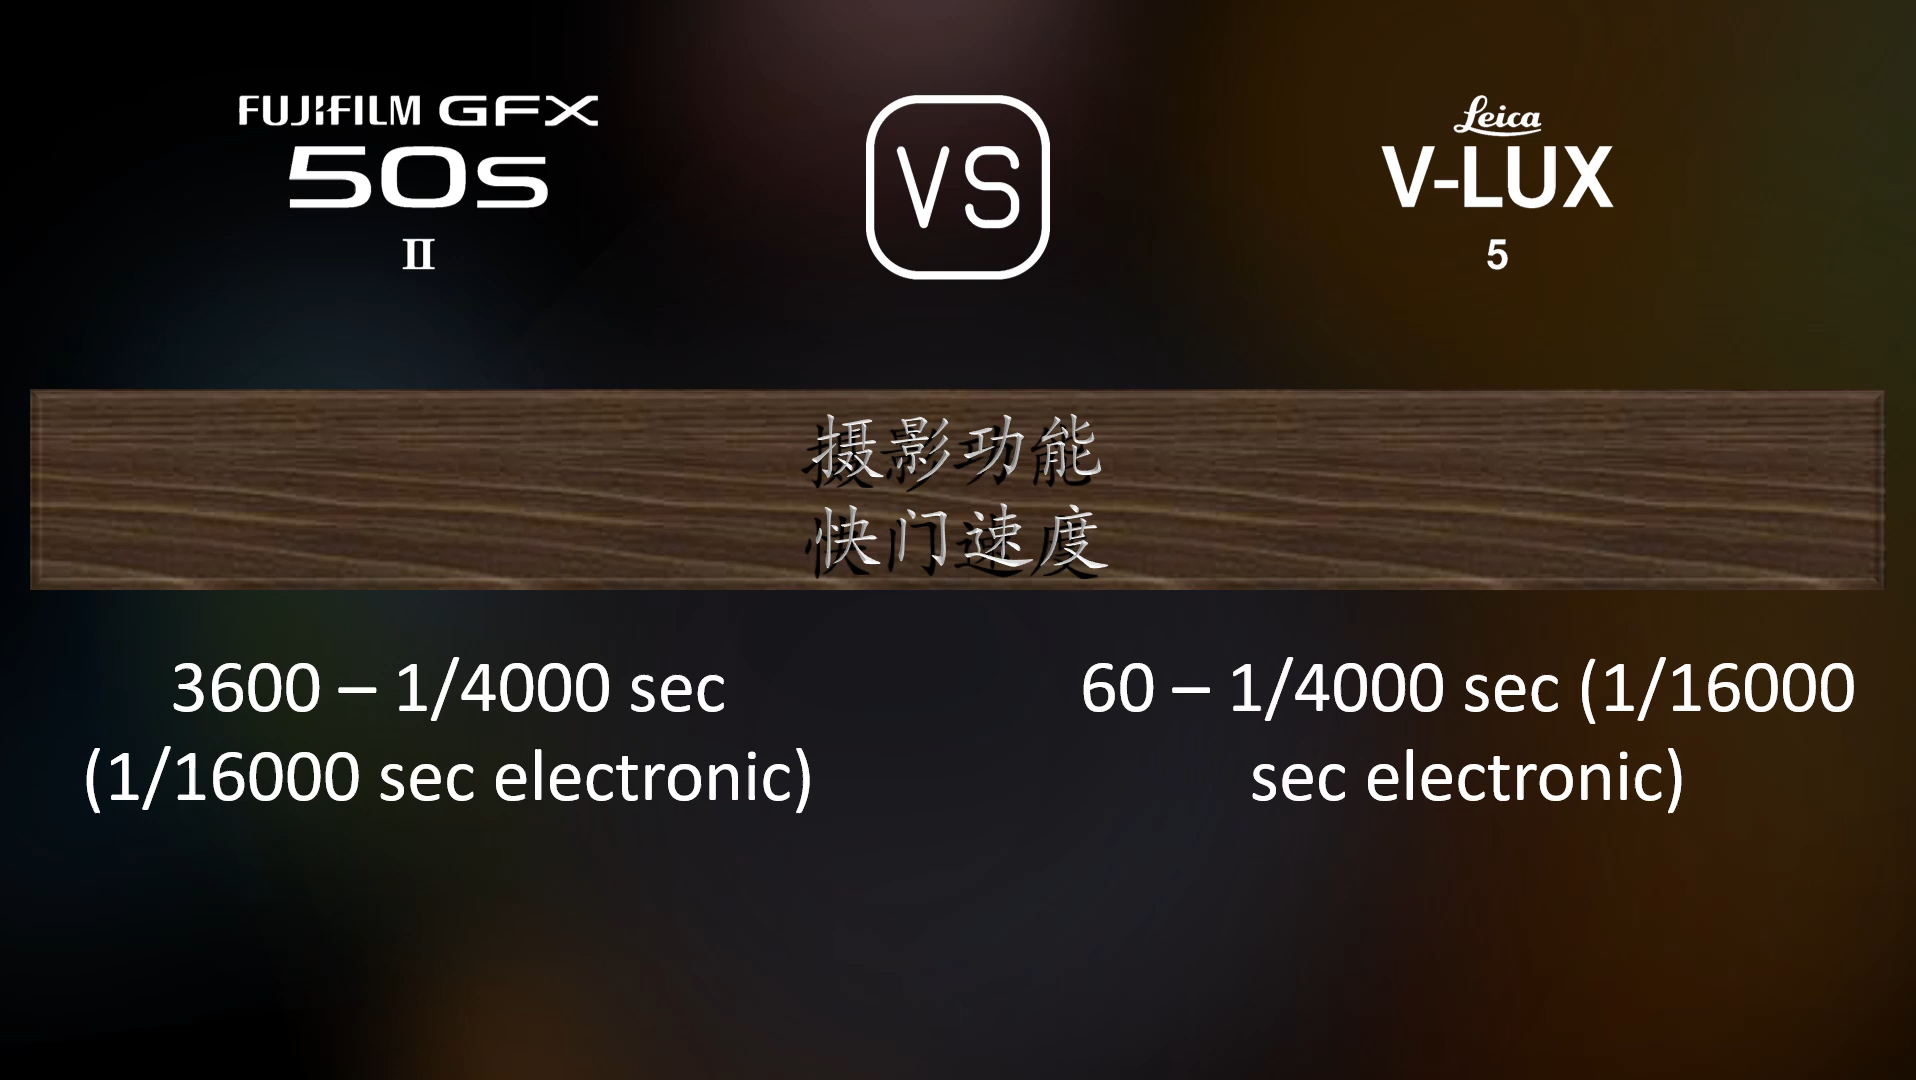 FUJIFILM GFX
50S
II
VS
Leica
V-LUX
5
摄影功能
快门速度
3600 – 1/4000 sec
(1/16000 sec electronic)
60 – 1/4000 sec (1/16000
sec electronic)